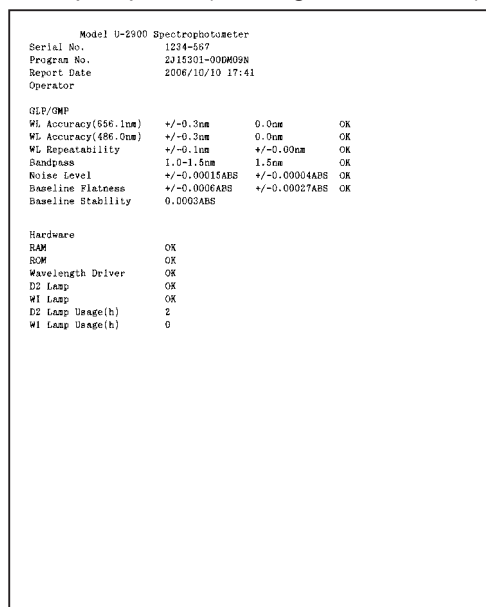 Model U-2900 Spectrophotometer
Serial No. 1234-567
Program No. 2J15301-00DM09N
Report Date 2006/10/10 17:41
Operator
GLP/GMP
WL Accuracy(656.1nm) +/-0.3nm 0.0nm OK
WL Accuracy(486.0nm) +/-0.3nm 0.0nm OK
WL Repeatability +/-0.1nm +/-0.00nm OK
Bandpass 1.0-1.5nm 1.5nm OK
Noise Level +/-0.00015ABS +/-0.00004ABS OK
Baseline Flatness +/-0.0006ABS +/-0.00027ABS OK
Baseline Stability 0.0003ABS
Hardware
RAM OK
ROM OK
Wavelength Driver OK
D2 Lamp OK
WI Lamp OK
D2 Lamp Usage(h) 2
WI Lamp Usage(h) 0